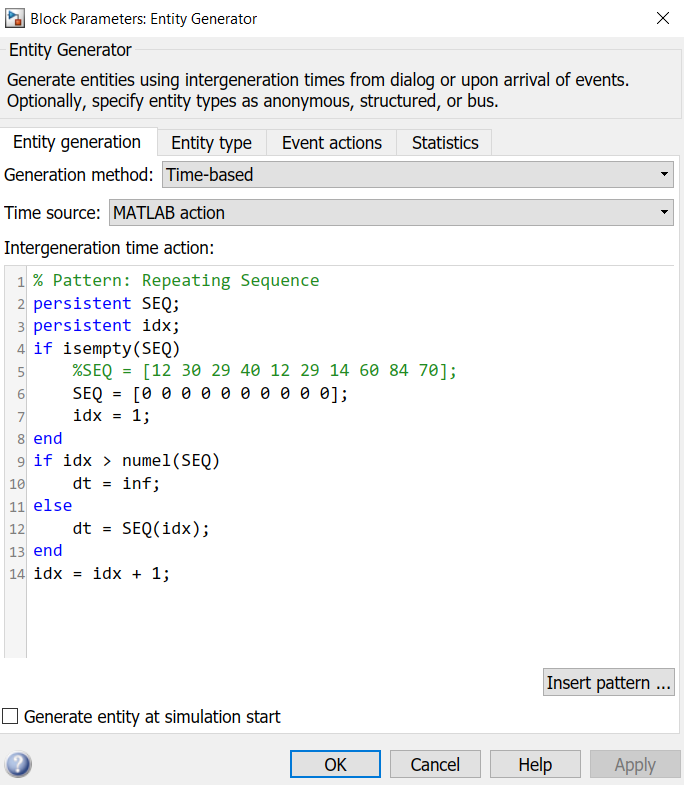 Block Parameters: Entity Generator
Entity Generator
Generate entities using intergeneration times from dialog or upon arrival of events.
Optionally, specify entity types as anonymous, structured, or bus.
Entity generation Entity type Event actions Statistics
Generation method: Time-based
Time source: MATLAB action
Intergeneration time action:
1 % Pattern: Repeating Sequence
2 persistent SEQ;
3 persistent idx;
4 if isempty(SEQ)
5 %SEQ = [12 30 29 40 12 29 14 60 84 70];
6 SEQ = [0 0 0 0 0 0 0 0 0 0];
7 idx = 1;
8 end
9 if idx > numel(SEQ)
10 dt = inf;
11 else
12 dt = SEQ(idx);
13 end
14 idx = idx + 1;
Insert pattern ...
Generate entity at simulation start
? OK Cancel Help Apply